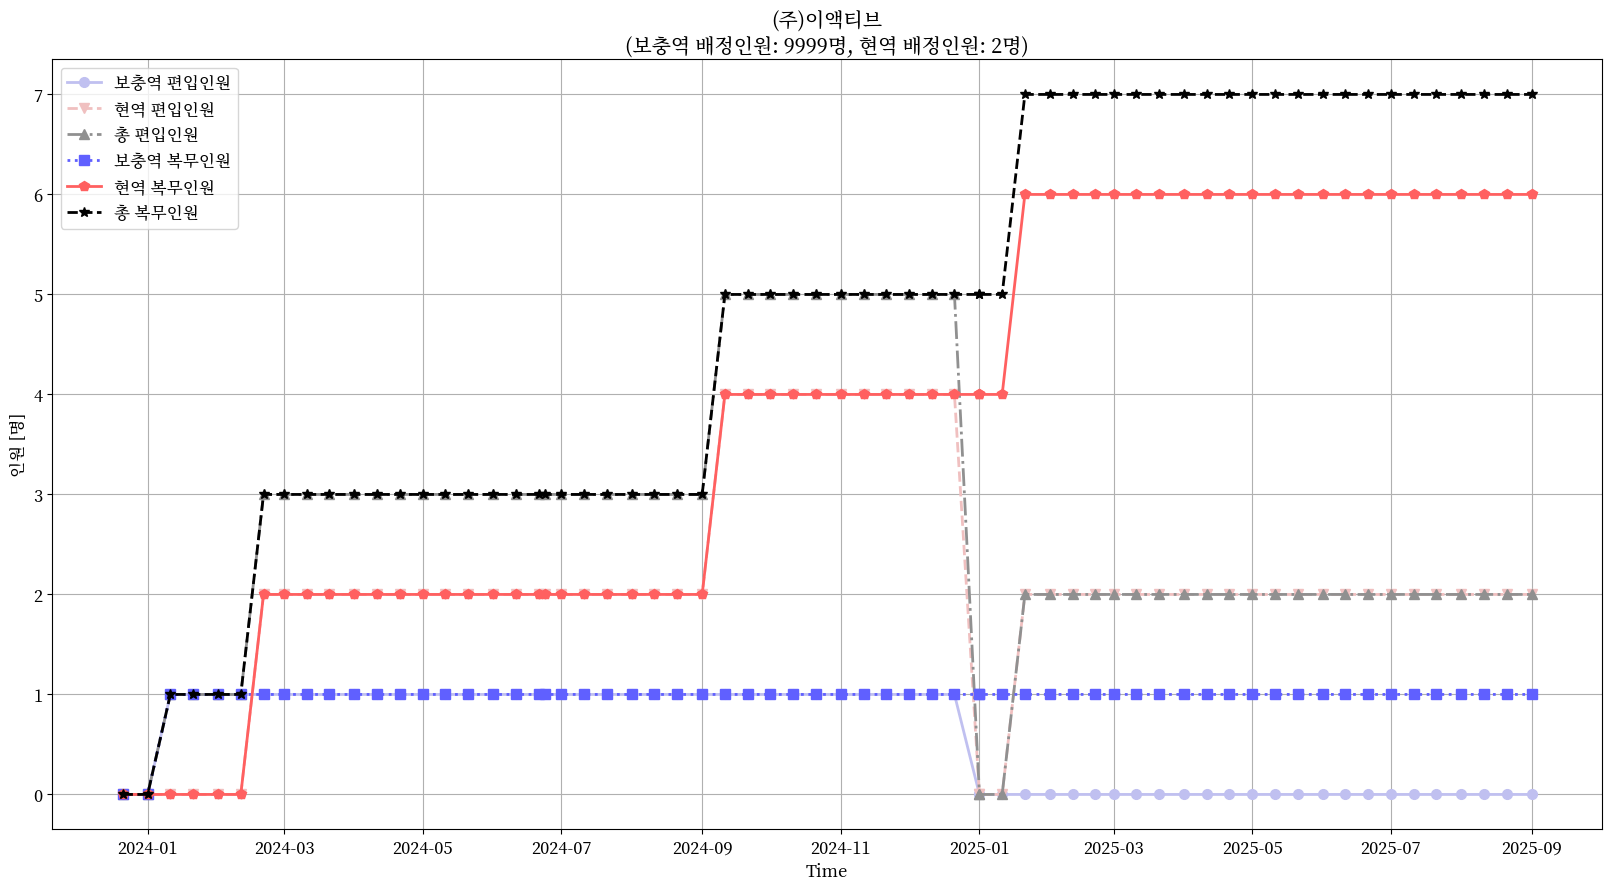 (주)이액티브
(보충역 배정인원: 9999명, 현역 배정인원: 2명)
보충역 편입인원
현역 편입인원
총 편입인원
보충역 복무인원
현역 복무인원
총 복무인원
인원 [명]
7
6
5
4
3
2
1
0
2024-01
2024-03
2024-05
2024-07
2024-09
2024-11
2025-01
2025-03
2025-05
2025-07
2025-09
Time